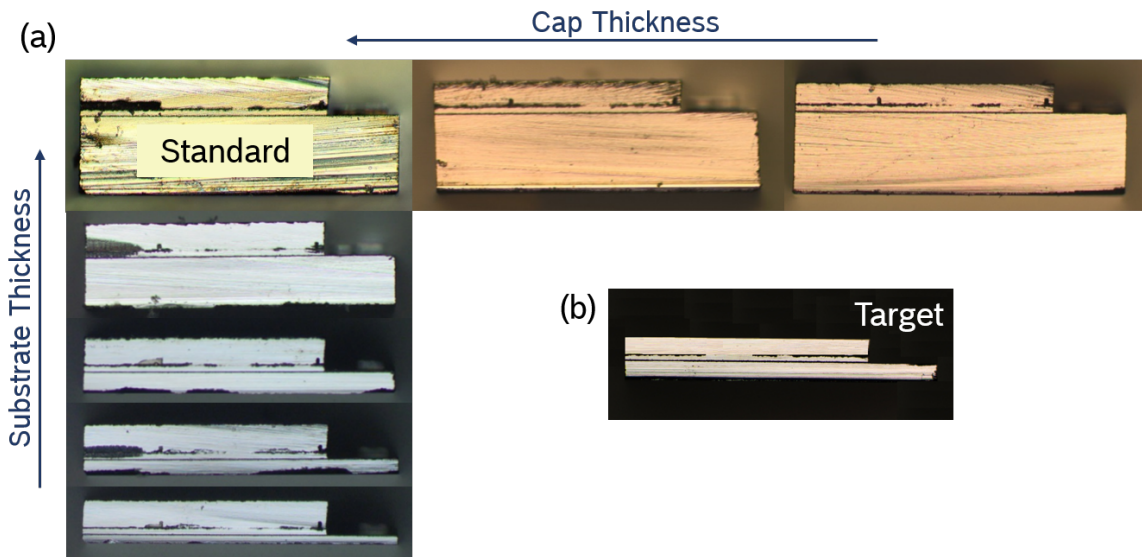 Cap Thickness
(a)
Standard
Substrate Thickness
(b)
Target